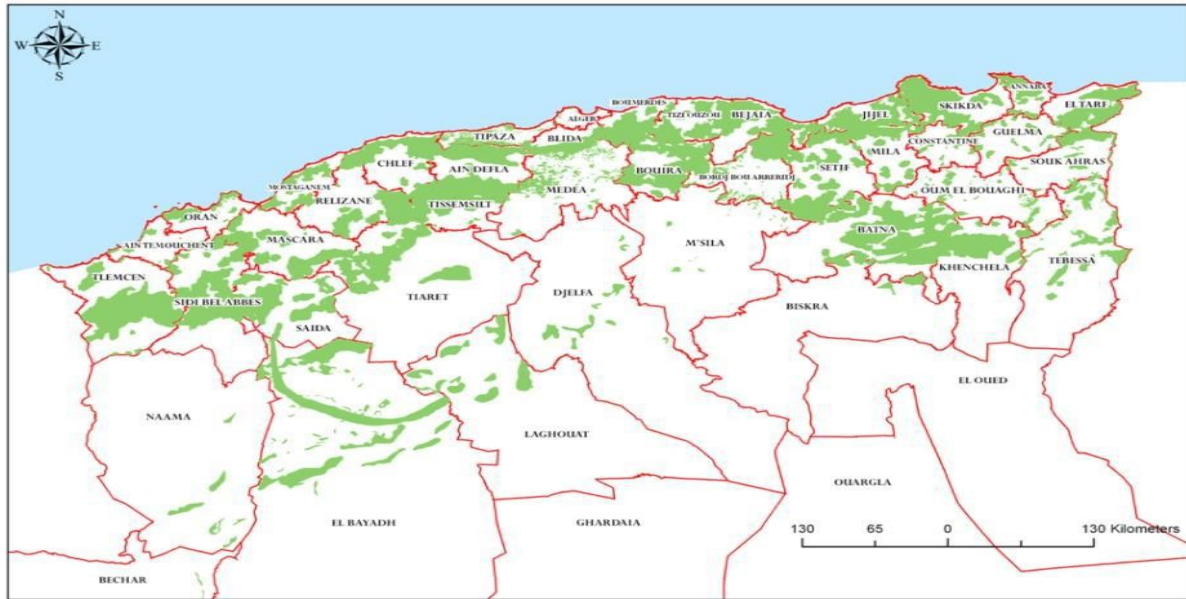 N
W E
S
BOUMERDES
ALGER
TIZI OUZOU
BEJAIA
TIPAZA
BLIDA
JIJEL
SKIKDA
ANNABA
EL TARF
GUELMA
CONSTANTINE
MILA
SETIF
SOUK AHRAS
CHLEF
AIN DEFLA
BOUIRA
BORDJ BOU ARRERIDJ
MEDEA
OUM EL BOUAGHI
MOSTAGANEM
RELIZANE
TISSEMSILT
ORAN
AIN TEMOUCHENT
MASCARA
BATNA
M'SILA
KHENCHELA
TEBESSA
TLEMCEN
SIDI BEL ABBES
SAIDA
TIARET
DJELFA
BISKRA
EL OUED
NAAMA
LAGHOUAT
OUARGLA
EL BAYADH
GHARDAIA
BECHAR
130 65 0 130 Kilometers